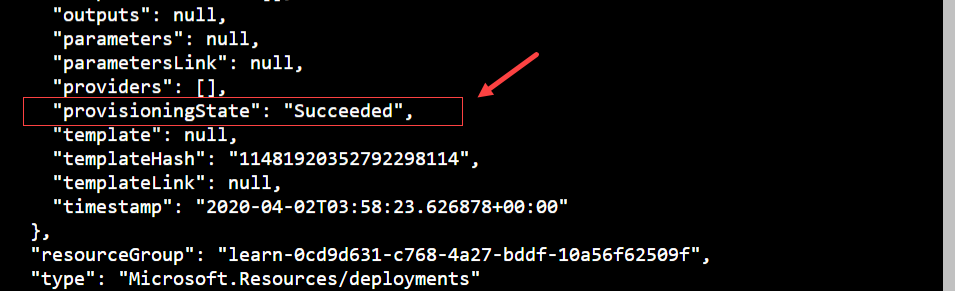 "outputs": null,
"parameters": null,
"parametersLink": null,
"providers": [],
"provisioningState": "Succeeded",
"template": null,
"templateHash": "11481920352792298114",
"templateLink": null,
"timestamp": "2020-04-02T03:58:23.626878+00:00"
},
"resourceGroup": "learn-0cd9d631-c768-4a27-bddf-10a56f62509f",
"type": "Microsoft.Resources/deployments"